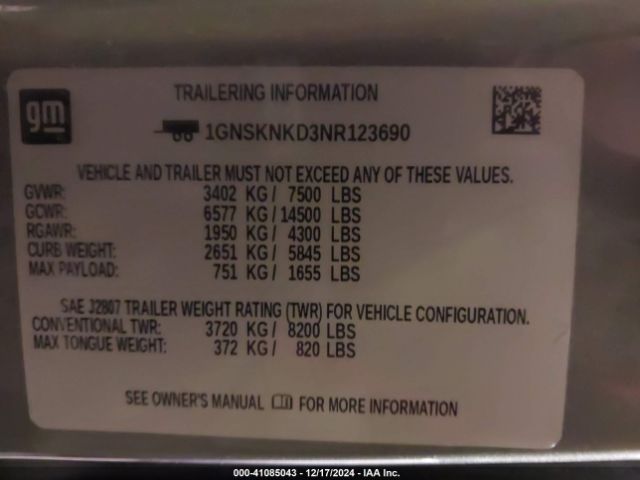 gm
TRAILERING INFORMATION
1GNSKNKD3NR123690
VEHICLE AND TRAILER MUST NOT EXCEED ANY OF THESE VALUES.
GVWR: 3402 KG / 7500 LBS
GCWR: 6577 KG / 14500 LBS
RGAWR: 1950 KG / 4300 LBS
CURB WEIGHT: 2651 KG / 5845 LBS
MAX PAYLOAD: 751 KG / 1655 LBS
SAE J2807 TRAILER WEIGHT RATING (TWR) FOR VEHICLE CONFIGURATION.
CONVENTIONAL TWR: 3720 KG / 8200 LBS
MAX TONGUE WEIGHT: 372 KG / 820 LBS
SEE OWNER'S MANUAL FOR MORE INFORMATION
000-41085043 - 12/17/2024 - IAA Inc.